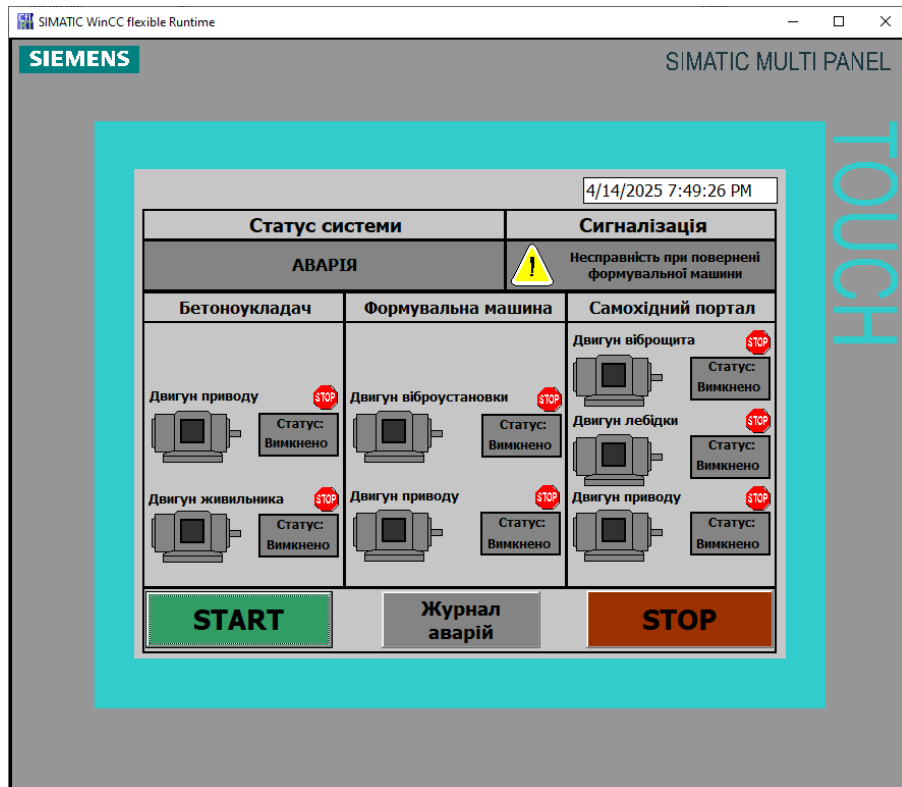 SIMATIC WinCC flexible Runtime
SIEMENS
SIMATIC MULTI PANEL
TOUCH
4/14/2025 7:49:26 PM
Статус системи
Сигналізація
АВАРІЯ
Несправність при повернені
формувальної машини
Бетоноукладач
Формувальна машина
Самохідний портал
Двигун приводу
STOP
Статус:
Вимкнено
Двигун живильника
STOP
Статус:
Вимкнено
Двигун віброустановки
STOP
Статус:
Вимкнено
Двигун приводу
STOP
Статус:
Вимкнено
Двигун віброщита
STOP
Статус:
Вимкнено
Двигун лебідки
STOP
Статус:
Вимкнено
Двигун приводу
STOP
Статус:
Вимкнено
START
Журнал
аварій
STOP